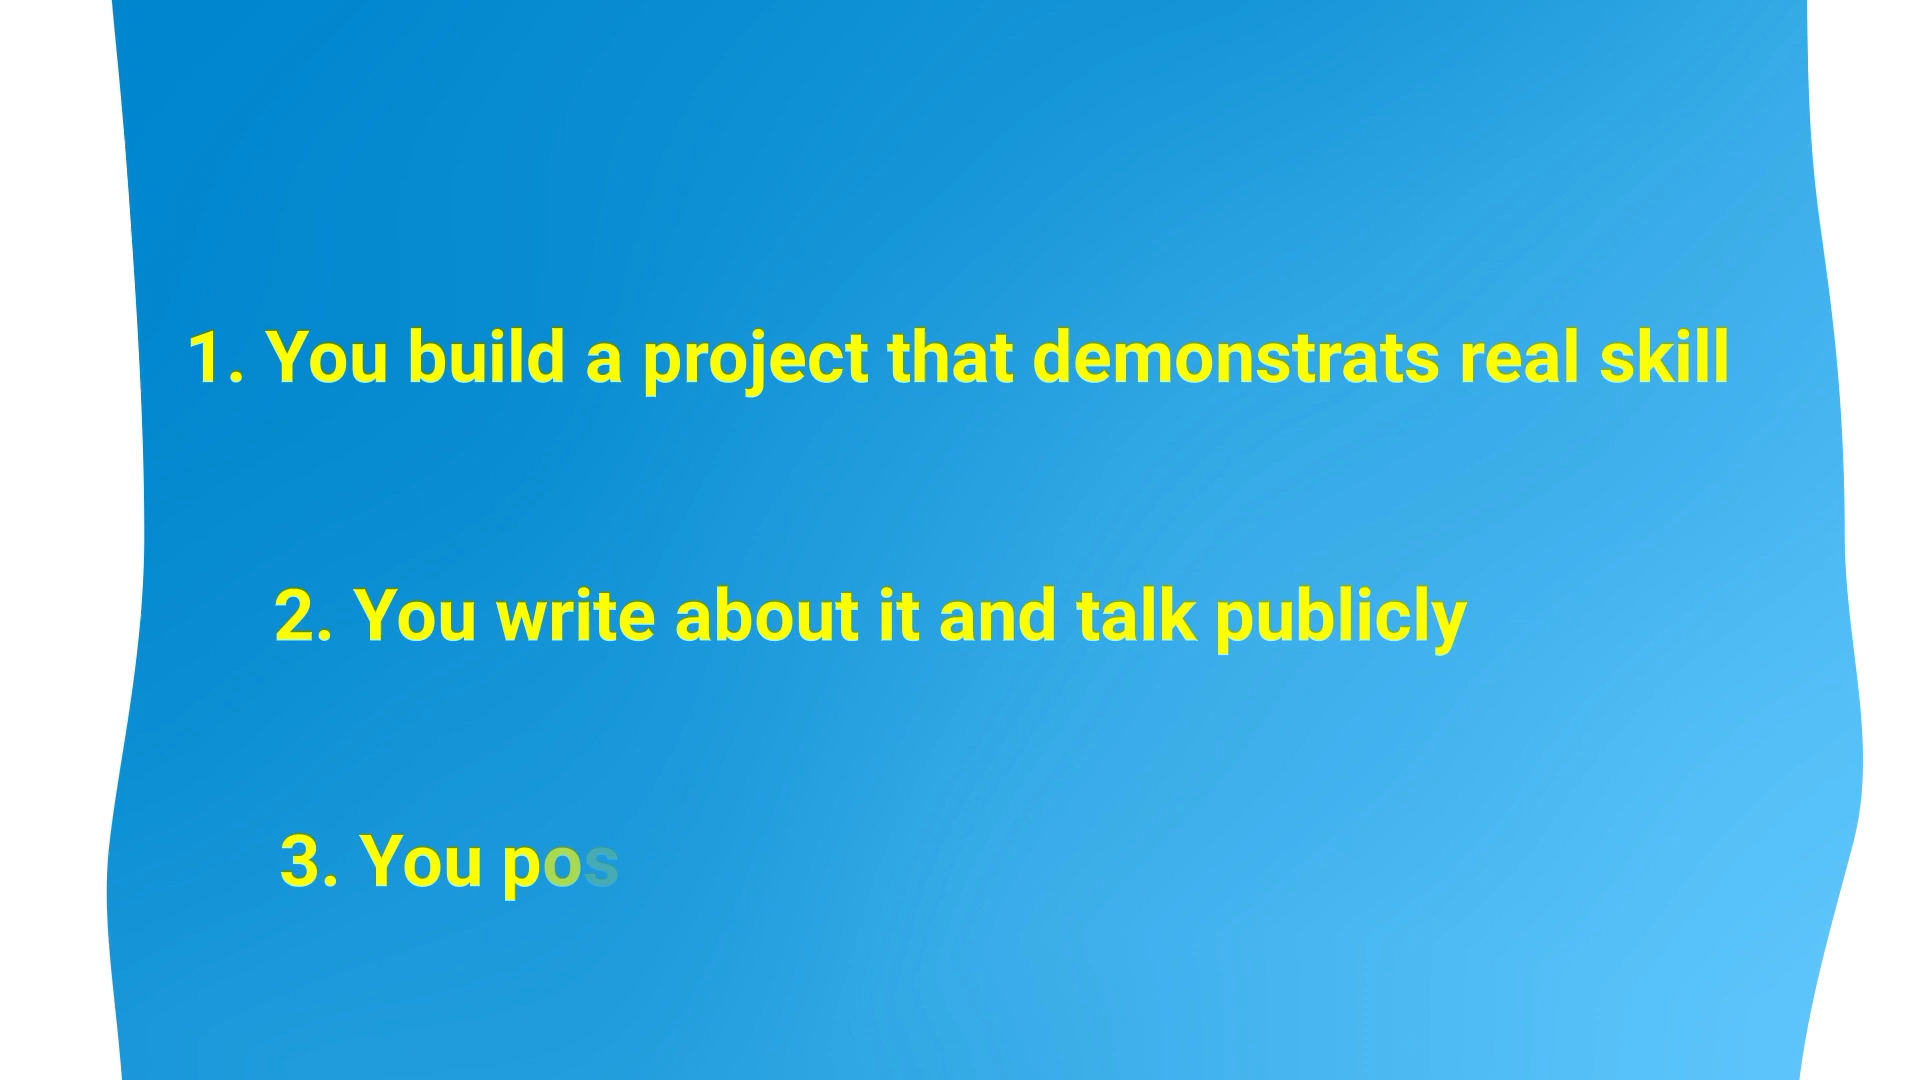 1. You build a project that demonstrats real skill
2. You write about it and talk publicly
3. You pos